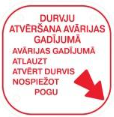 DURVJU
ATVĒRŠANA AVĀRIJAS
GADĪJUMĀ
AVĀRIJAS GADĪJUMĀ
ATLAUZT
ATVĒRT DURVIS
NOSPIEŽOT
POGU